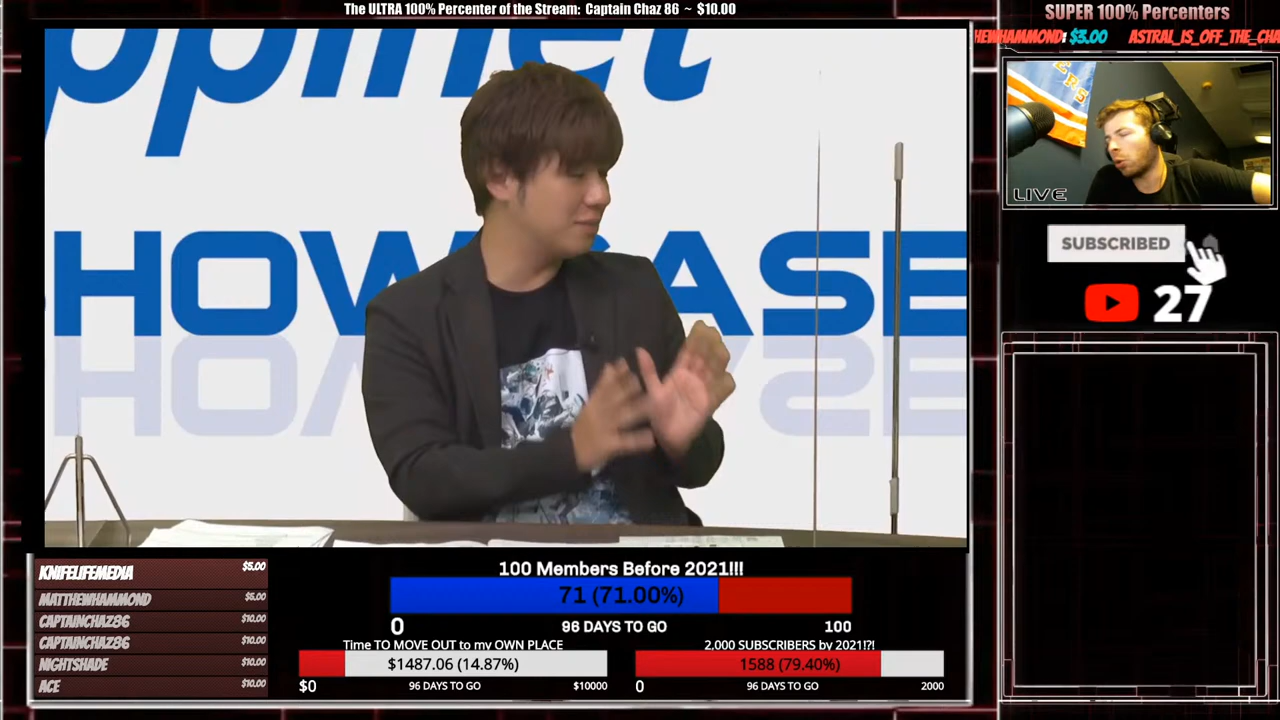 The ULTRA 100% Percenter of the Stream: Captain Chaz 86 ~ $10.00
SUPER 100% Percenters
HEWHAMMOND: $3.00 ASTRAL_IS_OFF_THE_CHA
ppinet
HOWCASE
ERS
LIVE
SUBSCRIBED
27
KNIFELIFEMEDIA $5.00
MATTHEWHAMMOND $5.00
CAPTAINCHAZ86 $10.00
CAPTAINCHAZ86 $10.00
NIGHTSHADE $10.00
ACE $10.00
100 Members Before 2021!!!
71 (71.00%)
0 96 DAYS TO GO 100
Time TO MOVE OUT to my OWN PLACE
$1487.06 (14.87%)
$0 96 DAYS TO GO $10000
2,000 SUBSCRIBERS by 2021!?!
1588 (79.40%)
0 96 DAYS TO GO 2000